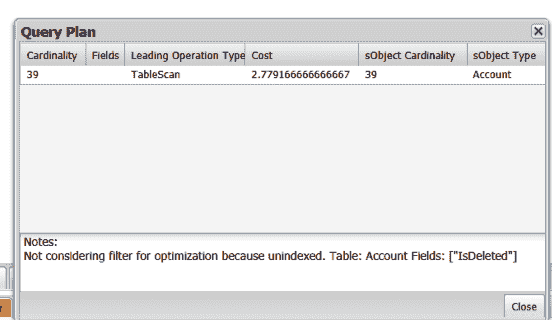 Query Plan
Cardinality Fields Leading Operation Type Cost sObject Cardinality sObject Type
39 TableScan 2.779166666666667 39 Account
Notes:
Not considering filter for optimization because unindexed. Table: Account Fields: ["IsDeleted"]
Close